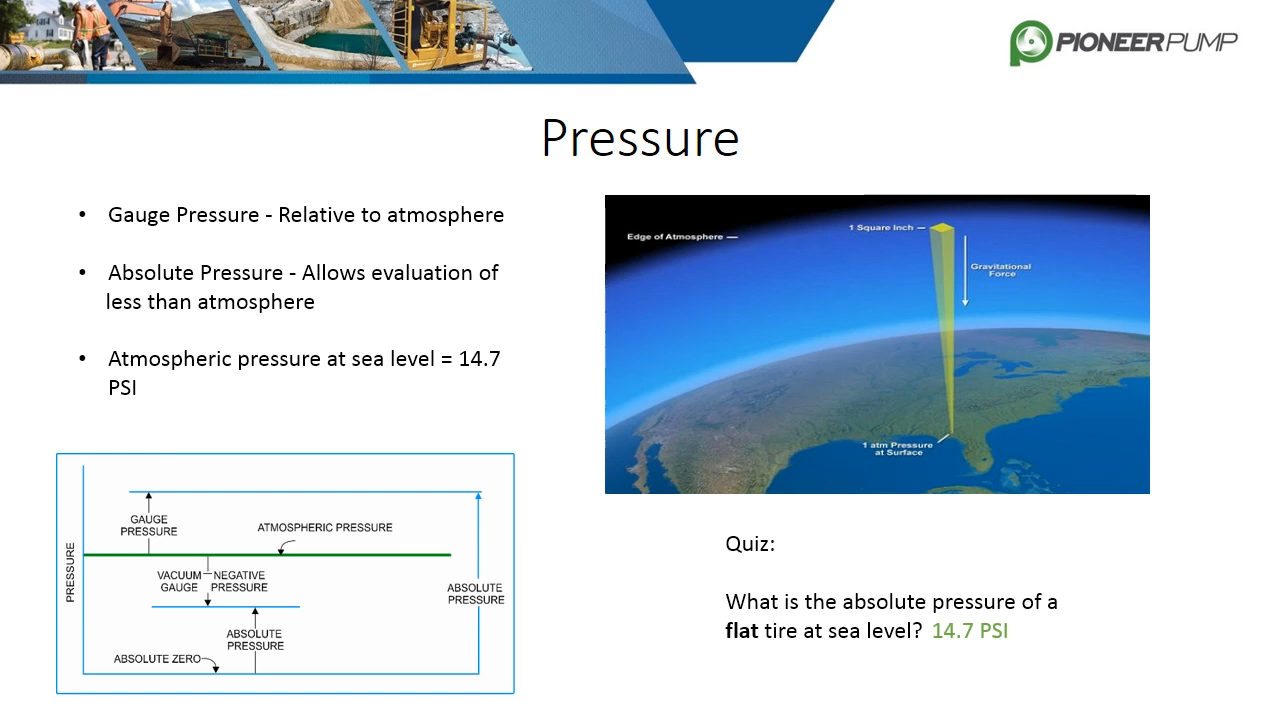 PIONEERPUMP
Pressure
• Gauge Pressure - Relative to atmosphere
• Absolute Pressure - Allows evaluation of
less than atmosphere
• Atmospheric pressure at sea level = 14.7
PSI
Edge of Atmosphere
1 Square Inch
Gravitational
Force
1 atm Pressure
at Surface
PRESSURE
GAUGE
PRESSURE
ATMOSPHERIC PRESSURE
VACUUM NEGATIVE
GAUGE PRESSURE
ABSOLUTE
PRESSURE
ABSOLUTE
PRESSURE
ABSOLUTE ZERO
Quiz:
What is the absolute pressure of a
flat tire at sea level? 14.7 PSI